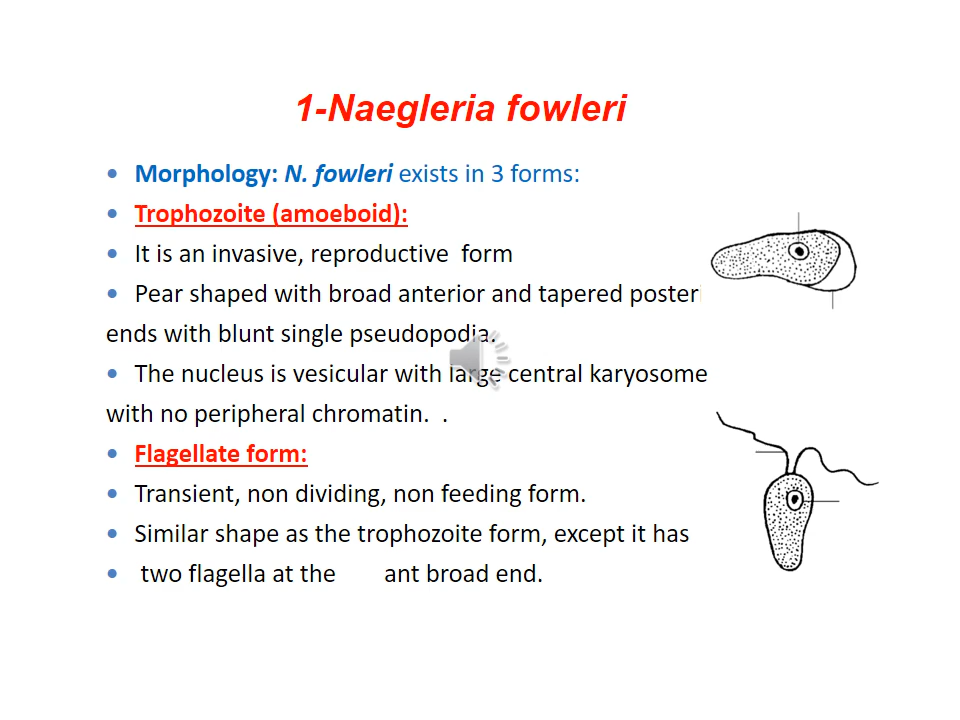 1-Naegleria fowleri
• Morphology: N. fowleri exists in 3 forms:
• Trophozoite (amoeboid):
• It is an invasive, reproductive form
• Pear shaped with broad anterior and tapered posteri
ends with blunt single pseudopodia.
• The nucleus is vesicular with large central karyosome
with no peripheral chromatin. .
• Flagellate form:
• Transient, non dividing, non feeding form.
• Similar shape as the trophozoite form, except it has
• two flagella at the ant broad end.